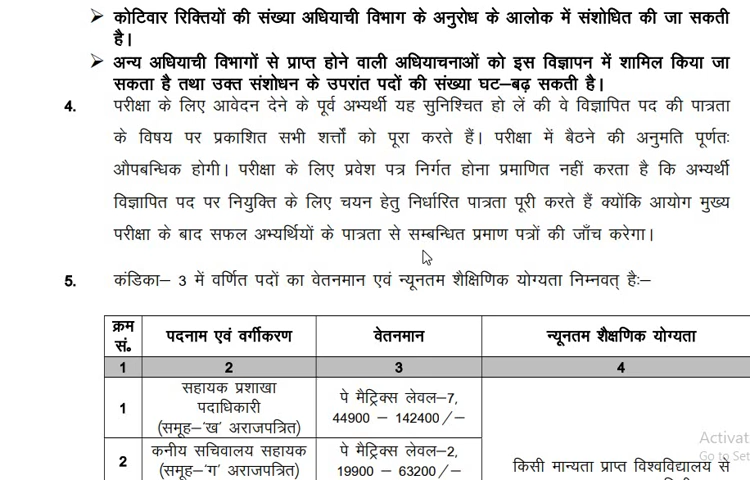 ➢ कोटिवार रिक्तियों की संख्या अधियाची विभाग के अनुरोध के आलोक में संशोधित की जा सकती
है।
➢ अन्य अधियाची विभागों से प्राप्त होने वाली अधियाचनाओं को इस विज्ञापन में शामिल किया जा
सकता है तथा उक्त संशोधन के उपरांत पदों की संख्या घट–बढ़ सकती है।
4. परीक्षा के लिए आवेदन देने के पूर्व अभ्यर्थी यह सुनिश्चित हो लें की वे विज्ञापित पद की पात्रता
के विषय पर प्रकाशित सभी शर्त्तों को पूरा करते हैं। परीक्षा में बैठने की अनुमति पूर्णतः
औपबन्धिक होगी। परीक्षा के लिए प्रवेश पत्र निर्गत होना प्रमाणित नहीं करता है कि अभ्यर्थी
विज्ञापित पद पर नियुक्ति के लिए चयन हेतु निर्धारित पात्रता पूरी करते हैं क्योंकि आयोग मुख्य
परीक्षा के बाद सफल अभ्यर्थियों के पात्रता से सम्बन्धित प्रमाण पत्रों की जाँच करेगा।
5. कंडिका– 3 में वर्णित पदों का वेतनमान एवं न्यूनतम शैक्षणिक योग्यता निम्नवत् हैः–
क्रम सं० पदनाम एवं वर्गीकरण वेतनमान न्यूनतम शैक्षणिक योग्यता
1 2 3 4
1 सहायक प्रशाखा
पदाधिकारी
(समूह–'ख' अराजपत्रित)
पे मैट्रिक्स लेवल–7,
44900 – 142400 /–
2 कनीय सचिवालय सहायक
(समूह–'ग' अराजपत्रित)
पे मैट्रिक्स लेवल–2,
19900 – 63200 /–
किसी मान्यता प्राप्त विश्वविद्यालय से
Activat
Go to Set